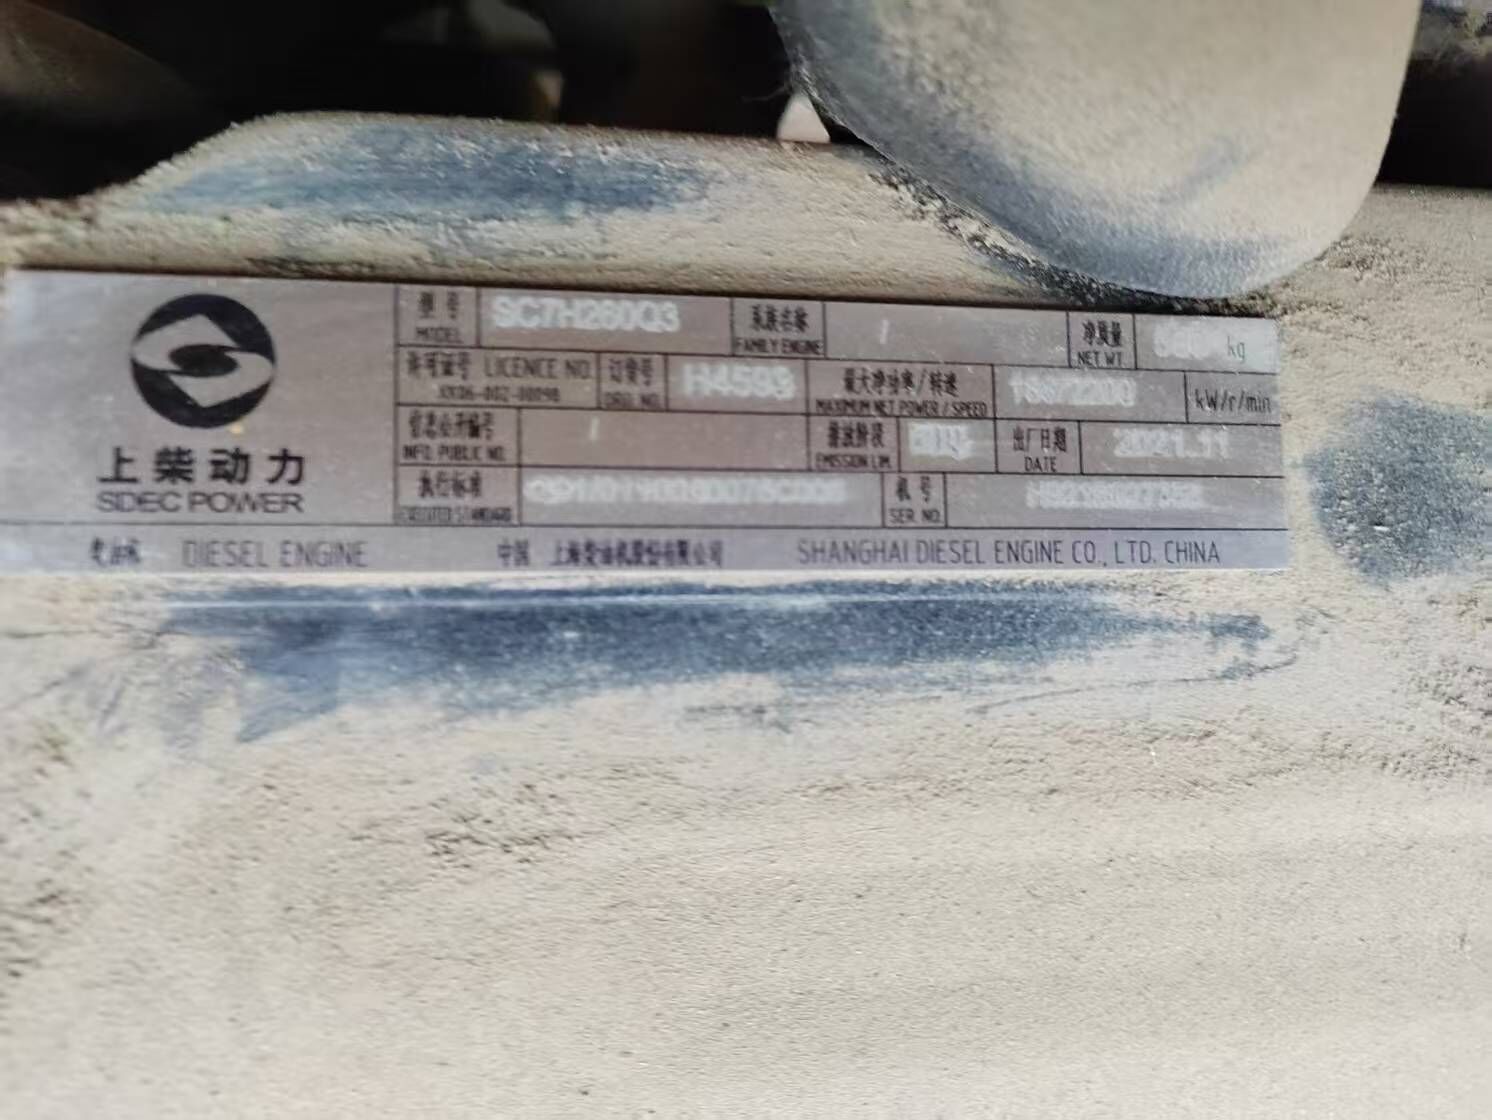 上柴动力
SDEC POWER
型号 MODEL SC7H260Q3 系族名称 FAMILY ENGINE / 净质量 NET WT. kg
许可证号 LICENCE NO. XK06-002-00098 订货号 ORD. NO. H4599 最大净功率/转速 MAXIMUM NET POWER / SPEED kW/r/min
信息公开编号 INFO. PUBLIC NO. / 排放阶段 EMISSION LIM. 出厂日期 DATE 2021.11
执行标准 EXECUTED STANDARD 机号 SER NO.
柴油机 DIESEL ENGINE 中国 上海柴油机股份有限公司 SHANGHAI DIESEL ENGINE CO., LTD. CHINA